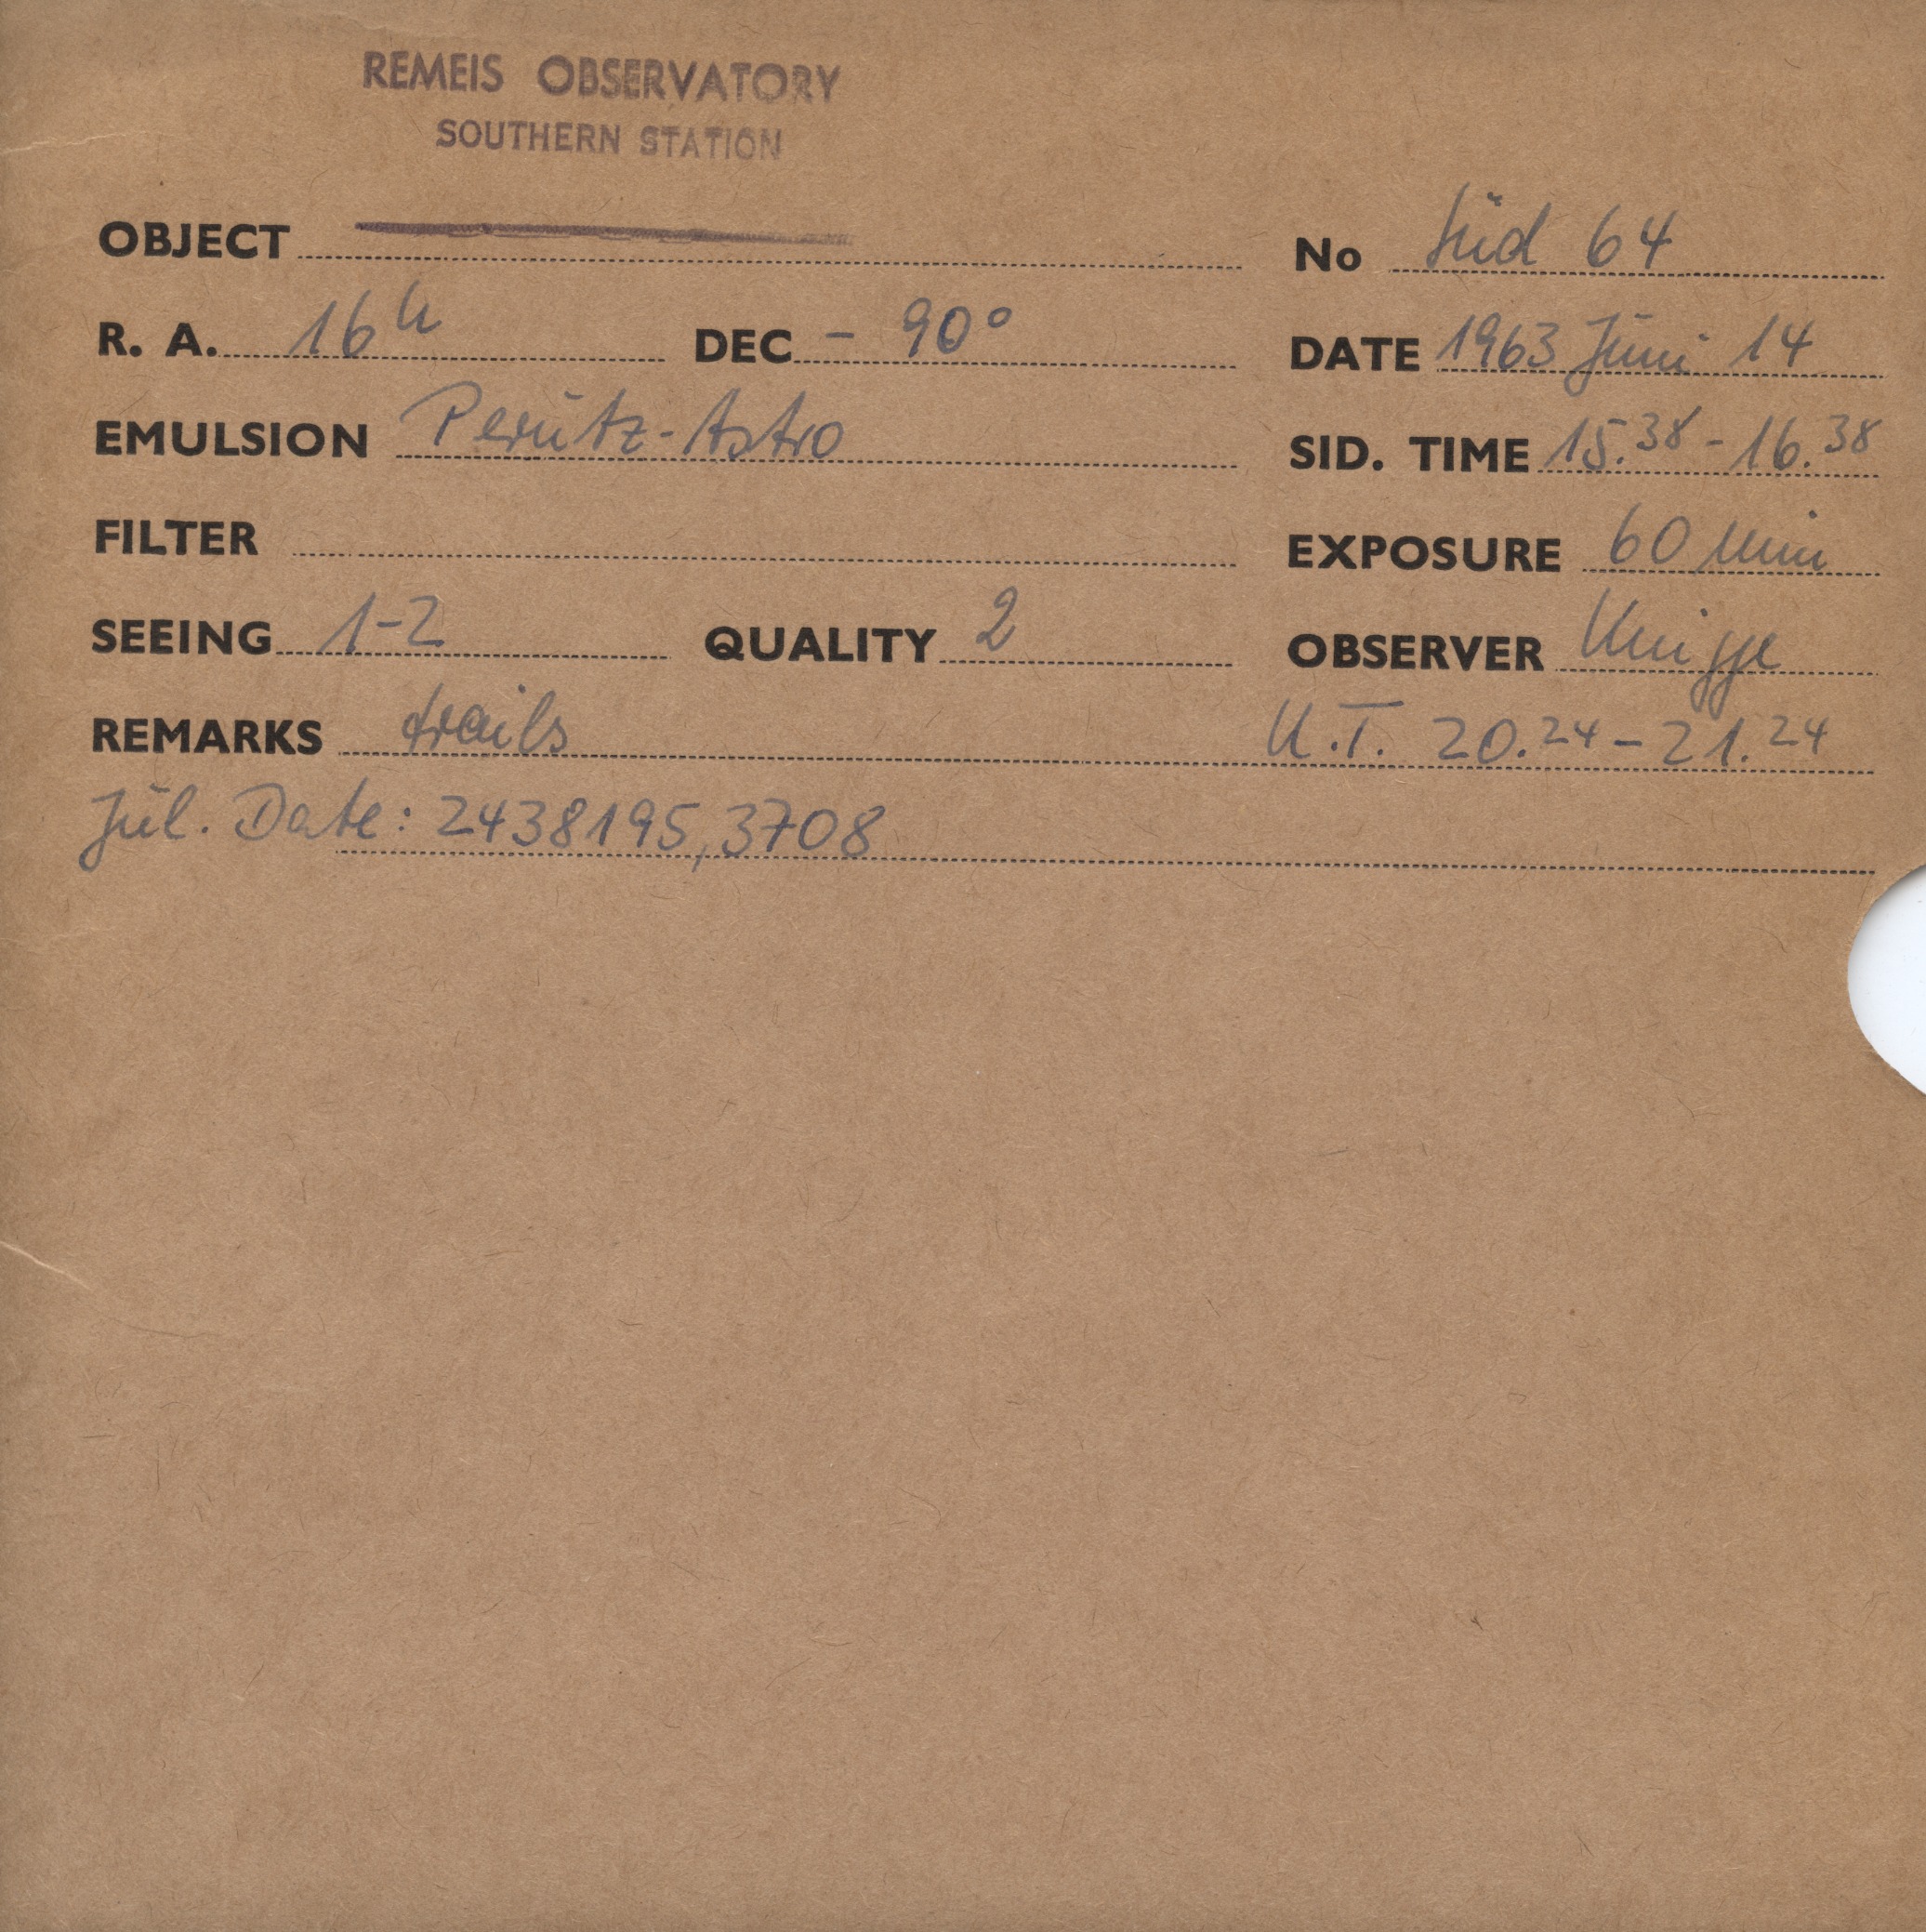 REMEIS OBSERVATORY
SOUTHERN STATION
OBJECT No Süd 64
R. A. 16h DEC - 90° DATE 1963 Juni 14
EMULSION Perutz-Astro SID. TIME 15.38 - 16.38
FILTER EXPOSURE 60 min
SEEING 1-2 QUALITY 2 OBSERVER Knigge
REMARKS trails U.T. 20.24 - 21.24
Jul. Date: 2438195,3708